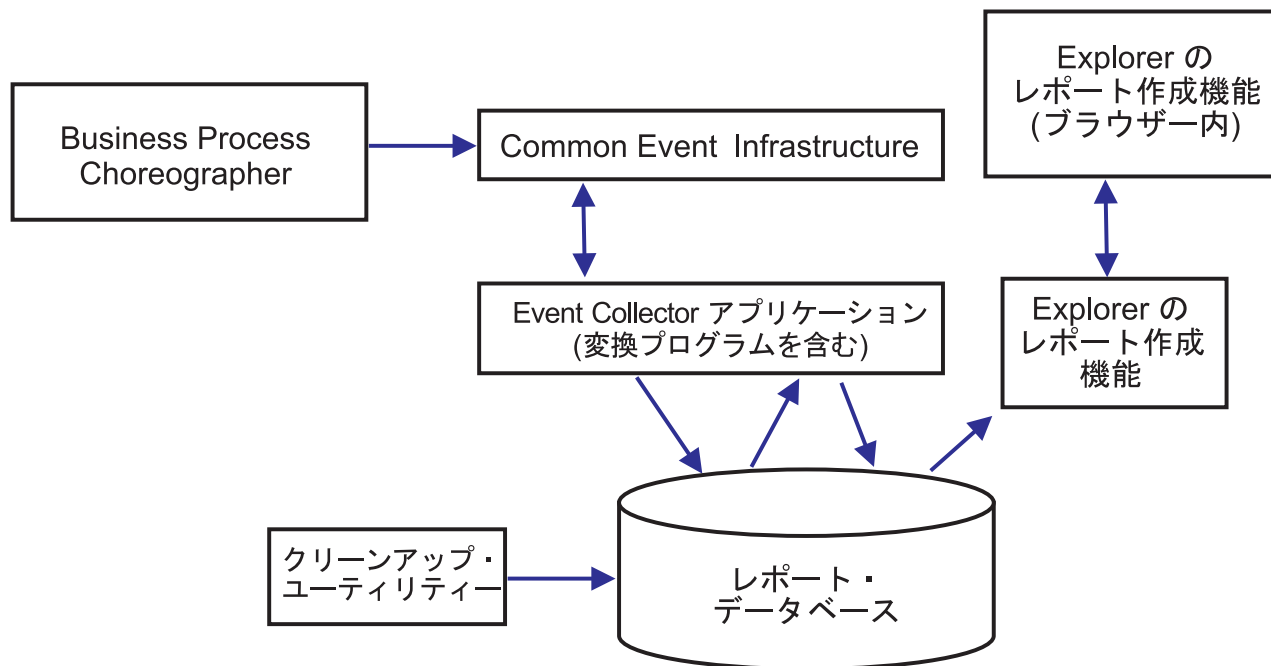 Business Process
Choreographer
Common Event Infrastructure
Explorer の
レポート作成機能
(ブラウザー内)
Event Collector アプリケーション
(変換プログラムを含む)
Explorer の
レポート作成
機能
クリーンアップ・
ユーティリティー
レポート・
データベース